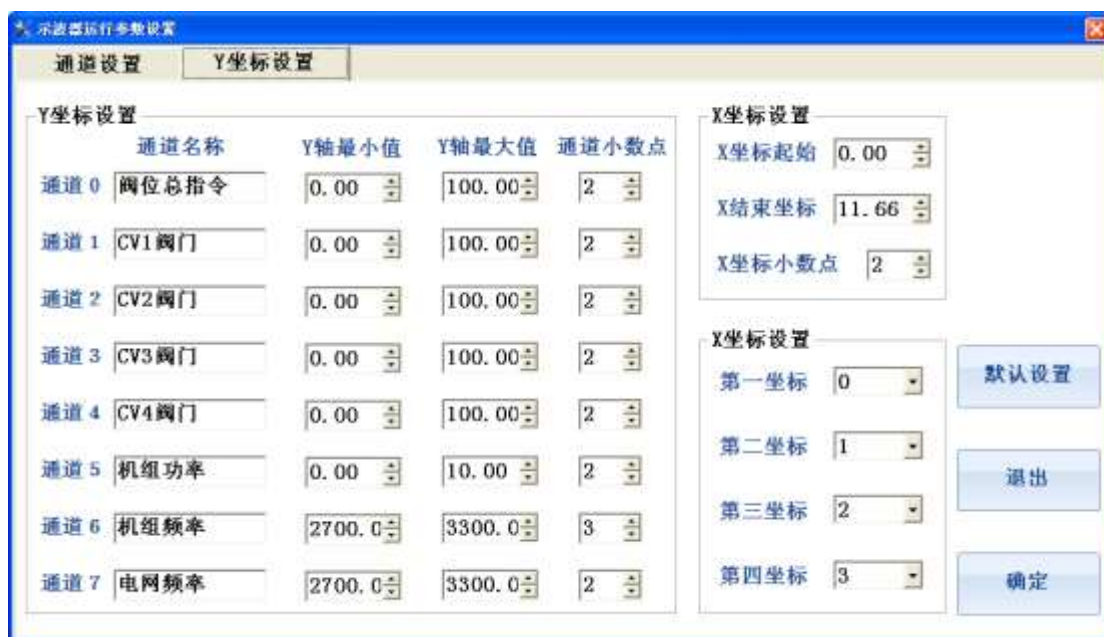 示波器运行参数设置
通道设置 Y坐标设置
Y坐标设置
通道名称 Y轴最小值 Y轴最大值 通道小数点
通道 0 阀位总指令 0.00 100.00 2
通道 1 CV1阀门 0.00 100.00 2
通道 2 CV2阀门 0.00 100.00 2
通道 3 CV3阀门 0.00 100.00 2
通道 4 CV4阀门 0.00 100.00 2
通道 5 机组功率 0.00 10.00 2
通道 6 机组频率 2700.0 3300.0 3
通道 7 电网频率 2700.0 3300.0 2
X坐标设置
X坐标起始 0.00
X结束坐标 11.66
X坐标小数点 2
X坐标设置
第一坐标 0
第二坐标 1
第三坐标 2
第四坐标 3
默认设置
退出
确定